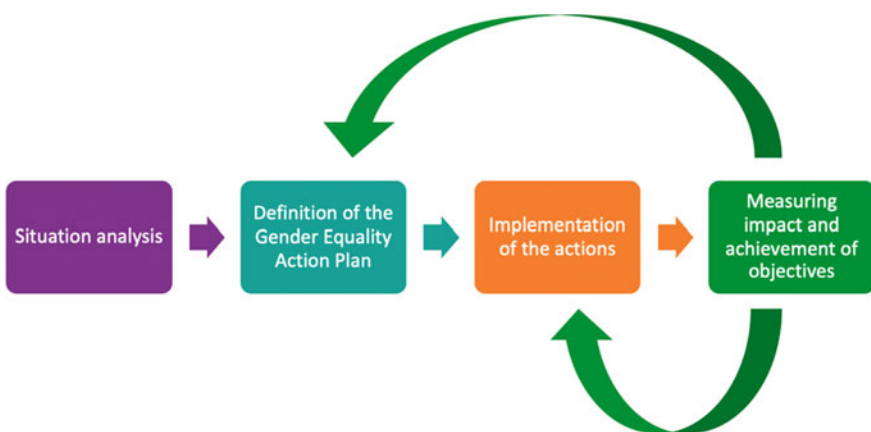 Situation analysis
Definition of the
Gender Equality
Action Plan
Implementation
of the actions
Measuring
impact and
achievement of
objectives